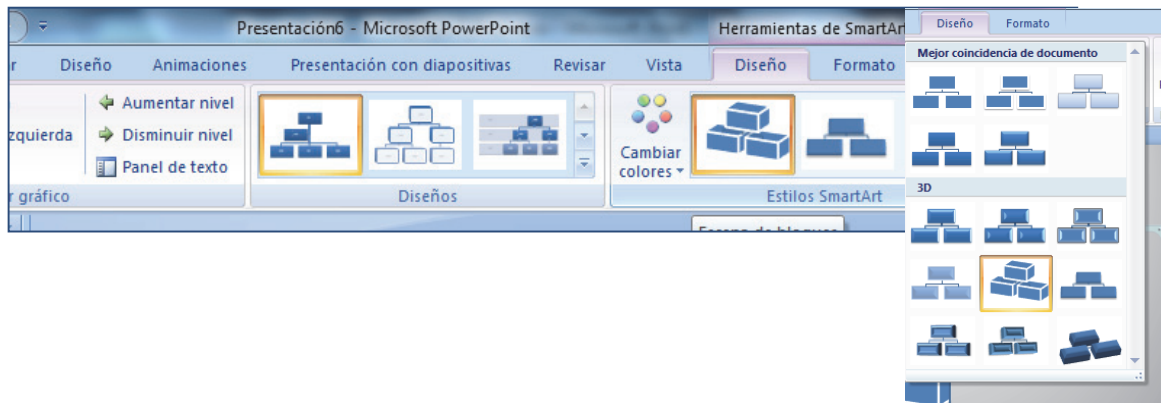 Presentación6 - Microsoft PowerPoint
Herramientas de SmartArt
Diseño Animaciones Presentación con diapositivas Revisar Vista Diseño Formato
Aumentar nivel
Disminuir nivel
Panel de texto
Cambiar
colores
gráfico
Diseños
Estilos SmartArt
Diseño Formato
Mejor coincidencia de documento
3D